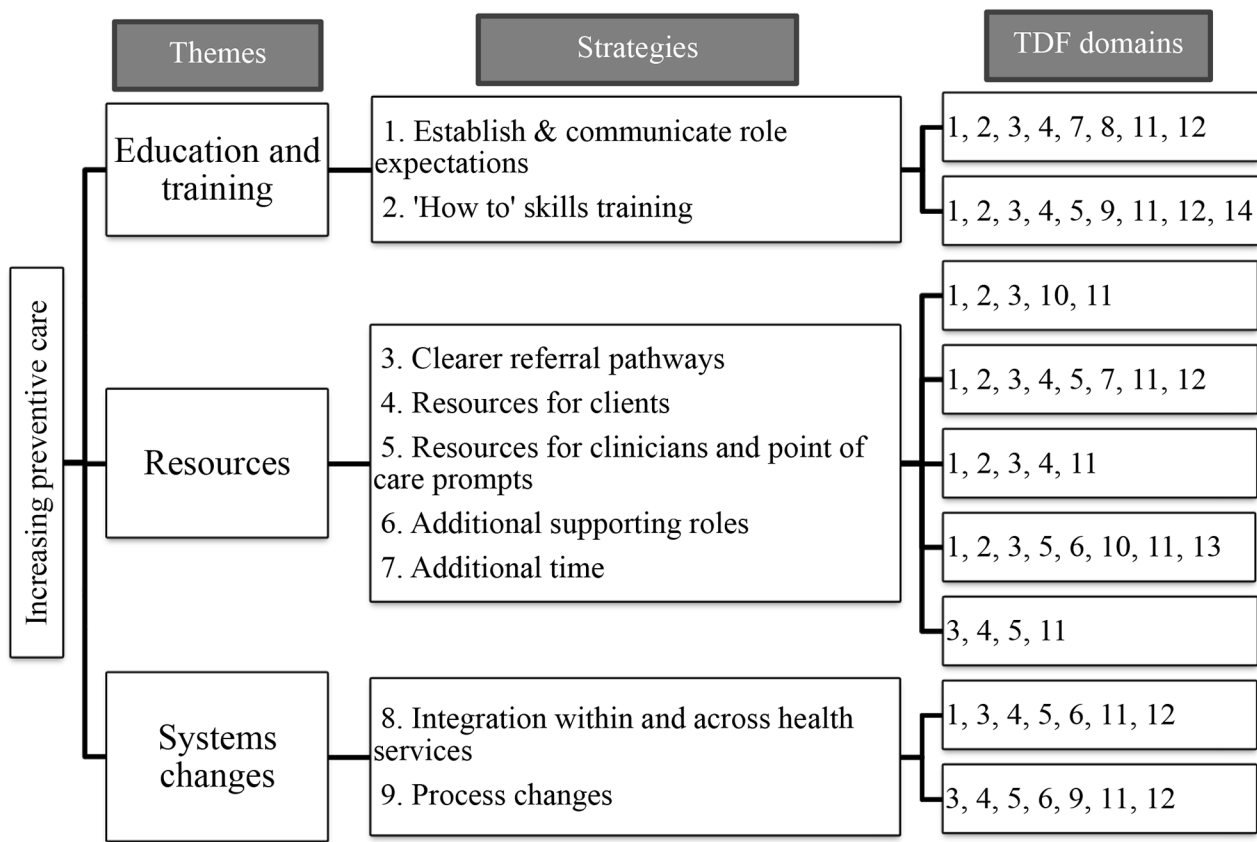 Themes
Strategies
TDF domains
Increasing preventive care
Education and
training
1. Establish & communicate role
expectations
2. 'How to' skills training
1, 2, 3, 4, 7, 8, 11, 12
1, 2, 3, 4, 5, 9, 11, 12, 14
Resources
3. Clearer referral pathways
4. Resources for clients
5. Resources for clinicians and point of
care prompts
6. Additional supporting roles
7. Additional time
1, 2, 3, 10, 11
1, 2, 3, 4, 5, 7, 11, 12
1, 2, 3, 4, 11
1, 2, 3, 5, 6, 10, 11, 13
3, 4, 5, 11
Systems
changes
8. Integration within and across health
services
9. Process changes
1, 3, 4, 5, 6, 11, 12
3, 4, 5, 6, 9, 11, 12